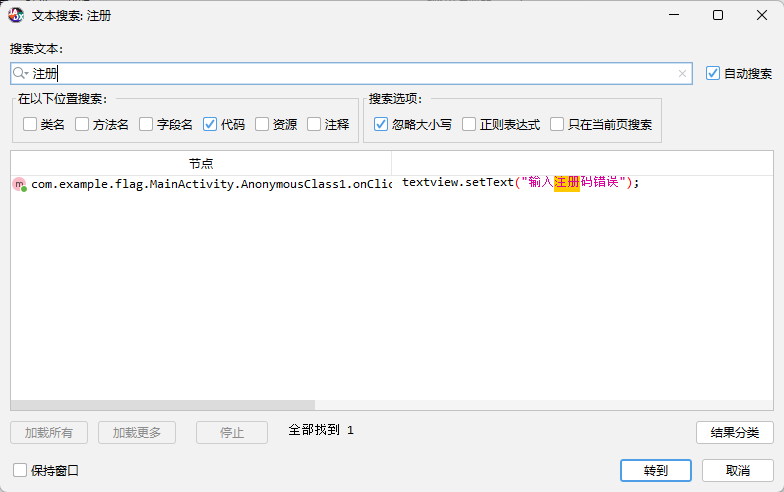 文本搜索: 注册
搜索文本:
注册
自动搜索
在以下位置搜索:
类名 方法名 字段名 代码 资源 注释
搜索选项:
忽略大小写 正则表达式 只在当前页搜索
节点
com.example.flag.MainActivity.AnonymousClass1.onClic textview.setText("输入注册码错误");
加载所有 加载更多 停止 全部找到 1 结果分类
保持窗口 转到 取消